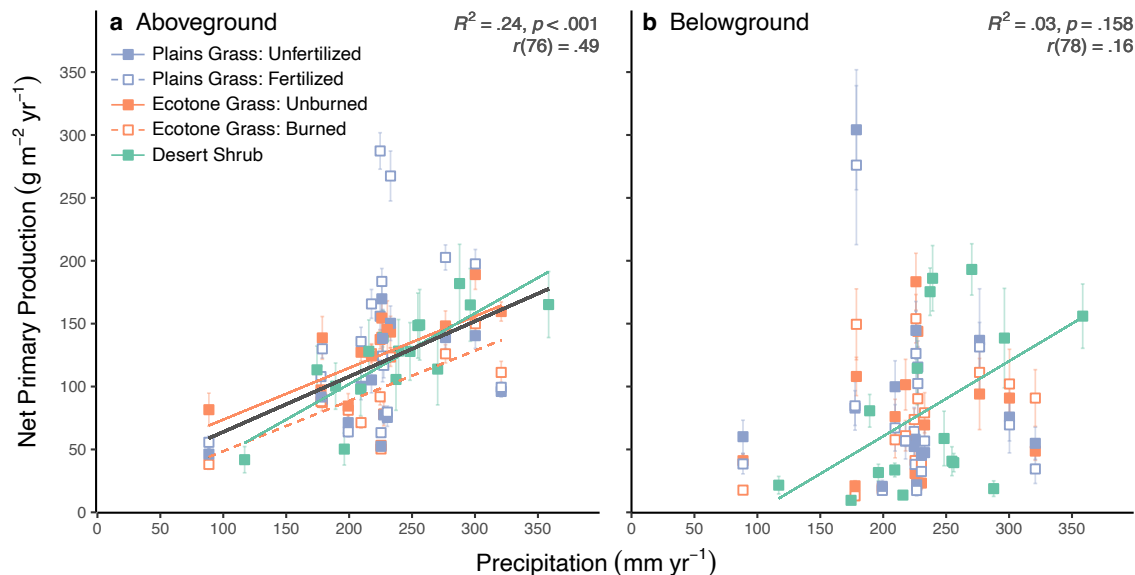 a Aboveground
R² = .24, p < .001
r(76) = .49
Plains Grass: Unfertilized
Plains Grass: Fertilized
Ecotone Grass: Unburned
Ecotone Grass: Burned
Desert Shrub
b Belowground
R² = .03, p = .158
r(78) = .16
Net Primary Production (g m⁻² yr⁻¹)
350
300
250
200
150
100
50
0
0 50 100 150 200 250 300 350
0 50 100 150 200 250 300 350
Precipitation (mm yr⁻¹)